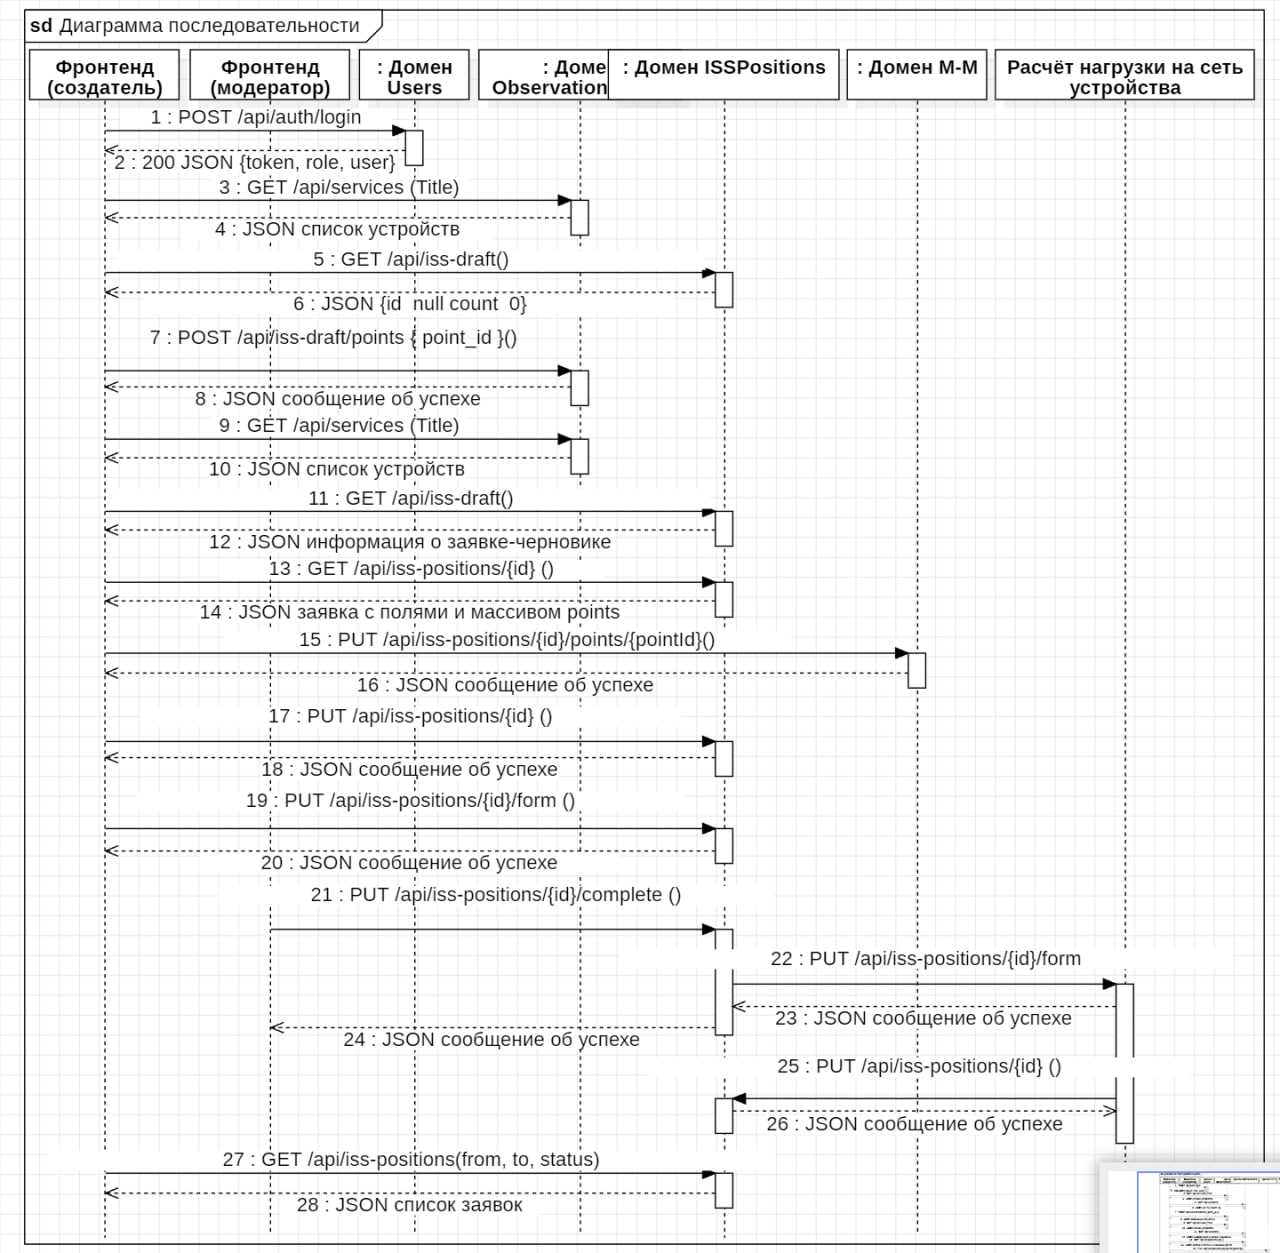 sd Диаграмма последовательности
Фронтенд
(создатель)
Фронтенд
(модератор)
: Домен
Users
: Доме
Observation
: Домен ISSPositions
: Домен M-M
Расчёт нагрузки на сеть
устройства
1 : POST /api/auth/login
2 : 200 JSON {token, role, user}
3 : GET /api/services (Title)
4 : JSON список устройств
5 : GET /api/iss-draft()
6 : JSON {id null count 0}
7 : POST /api/iss-draft/points { point_id }()
8 : JSON сообщение об успехе
9 : GET /api/services (Title)
10 : JSON список устройств
11 : GET /api/iss-draft()
12 : JSON информация о заявке-черновике
13 : GET /api/iss-positions/{id} ()
14 : JSON заявка с полями и массивом points
15 : PUT /api/iss-positions/{id}/points/{pointId}()
16 : JSON сообщение об успехе
17 : PUT /api/iss-positions/{id} ()
18 : JSON сообщение об успехе
19 : PUT /api/iss-positions/{id}/form ()
20 : JSON сообщение об успехе
21 : PUT /api/iss-positions/{id}/complete ()
22 : PUT /api/iss-positions/{id}/form
23 : JSON сообщение об успехе
24 : JSON сообщение об успехе
25 : PUT /api/iss-positions/{id} ()
26 : JSON сообщение об успехе
27 : GET /api/iss-positions(from, to, status)
28 : JSON список заявок